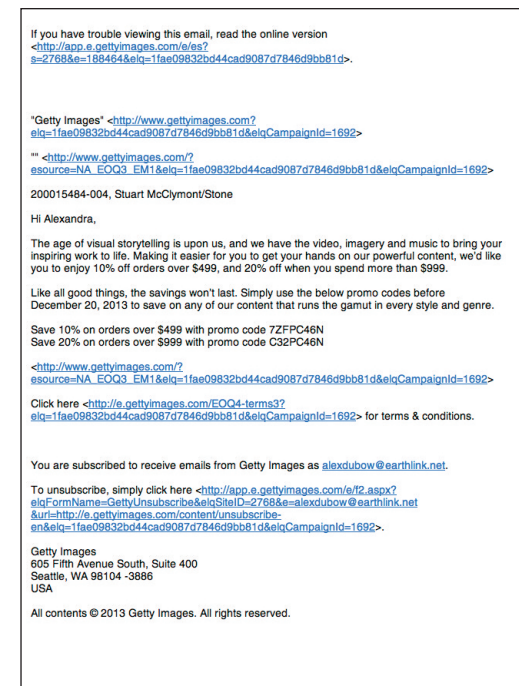 If you have trouble viewing this email, read the online version
<http://app.e.gettyimages.com/e/es?
s=2768&e=188464&elq=1fae09832bd44cad9087d7846d9bb81d>.
"Getty Images" <http://www.gettyimages.com?
elq=1fae09832bd44cad9087d7846d9bb81d&elqCampaignId=1692>
"" <http://www.gettyimages.com/?
esource=NA_EOQ3_EM1&elq=1fae09832bd44cad9087d7846d9bb81d&elqCampaignId=1692>
200015484-004, Stuart McClymont/Stone
Hi Alexandra,
The age of visual storytelling is upon us, and we have the video, imagery and music to bring your
inspiring work to life. Making it easier for you to get your hands on our powerful content, we'd like
you to enjoy 10% off orders over $499, and 20% off when you spend more than $999.
Like all good things, the savings won't last. Simply use the below promo codes before
December 20, 2013 to save on any of our content that runs the gamut in every style and genre.
Save 10% on orders over $499 with promo code 7ZFPC46N
Save 20% on orders over $999 with promo code C32PC46N
<http://www.gettyimages.com/?
esource=NA_EOQ3_EM1&elq=1fae09832bd44cad9087d7846d9bb81d&elqCampaignId=1692>
Click here <http://e.gettyimages.com/EOQ4-terms3?
elq=1fae09832bd44cad9087d7846d9bb81d&elqCampaignId=1692> for terms & conditions.
You are subscribed to receive emails from Getty Images as alexdubow@earthlink.net.
To unsubscribe, simply click here <http://app.e.gettyimages.com/e/f2.aspx?
elqFormName=GettyUnsubscribe&elqSiteID=2768&e=alexdubow@earthlink.net
&url=http://e.gettyimages.com/content/unsubscribe-
en&elq=1fae09832bd44cad9087d7846d9bb81d&elqCampaignId=1692>.
Getty Images
605 Fifth Avenue South, Suite 400
Seattle, WA 98104 -3886
USA
All contents © 2013 Getty Images. All rights reserved.